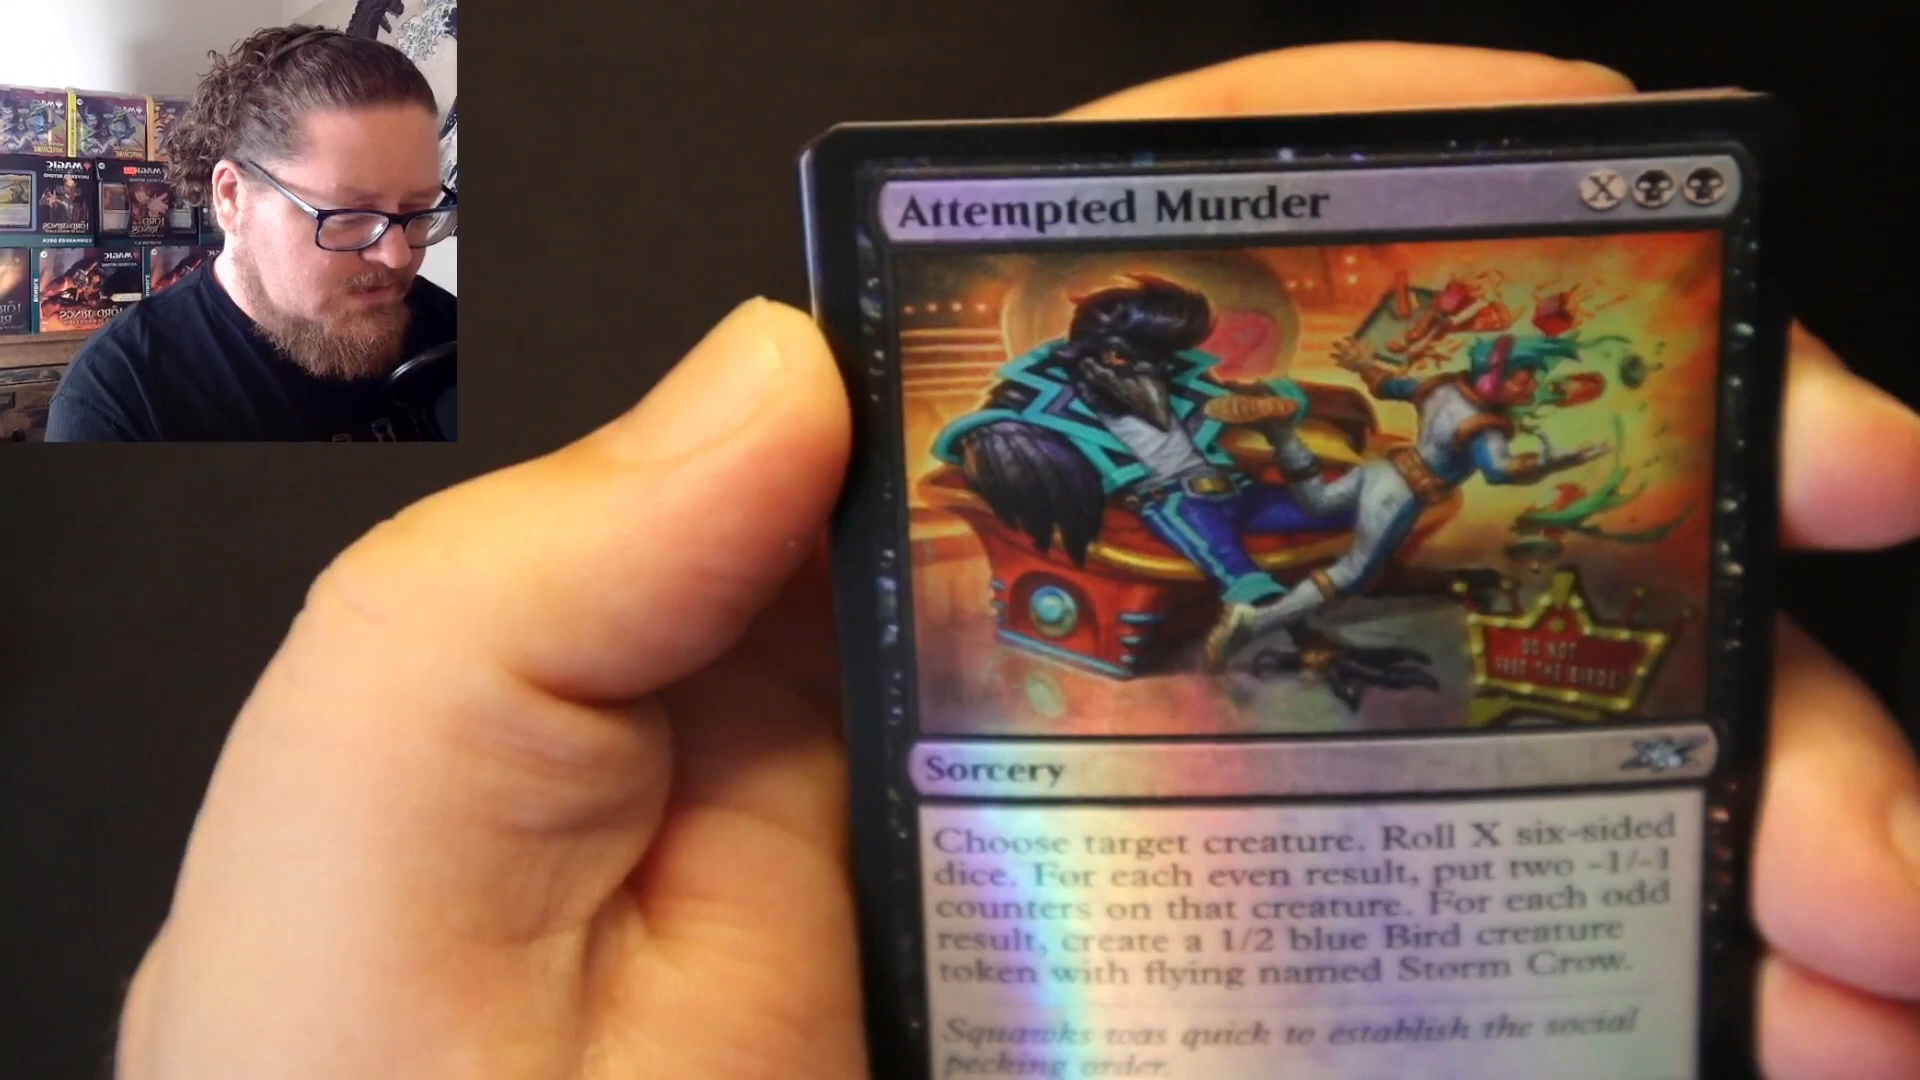 Attempted Murder X
DO NOT
FEED THE BIRDS!
Sorcery
Choose target creature. Roll X six-sided
dice. For each even result, put two -1/-1
counters on that creature. For each odd
result, create a 1/2 blue Bird creature
token with flying named Storm Crow.
Squawks was quick to establish the social
pecking order.
MAGIC
MAGIC